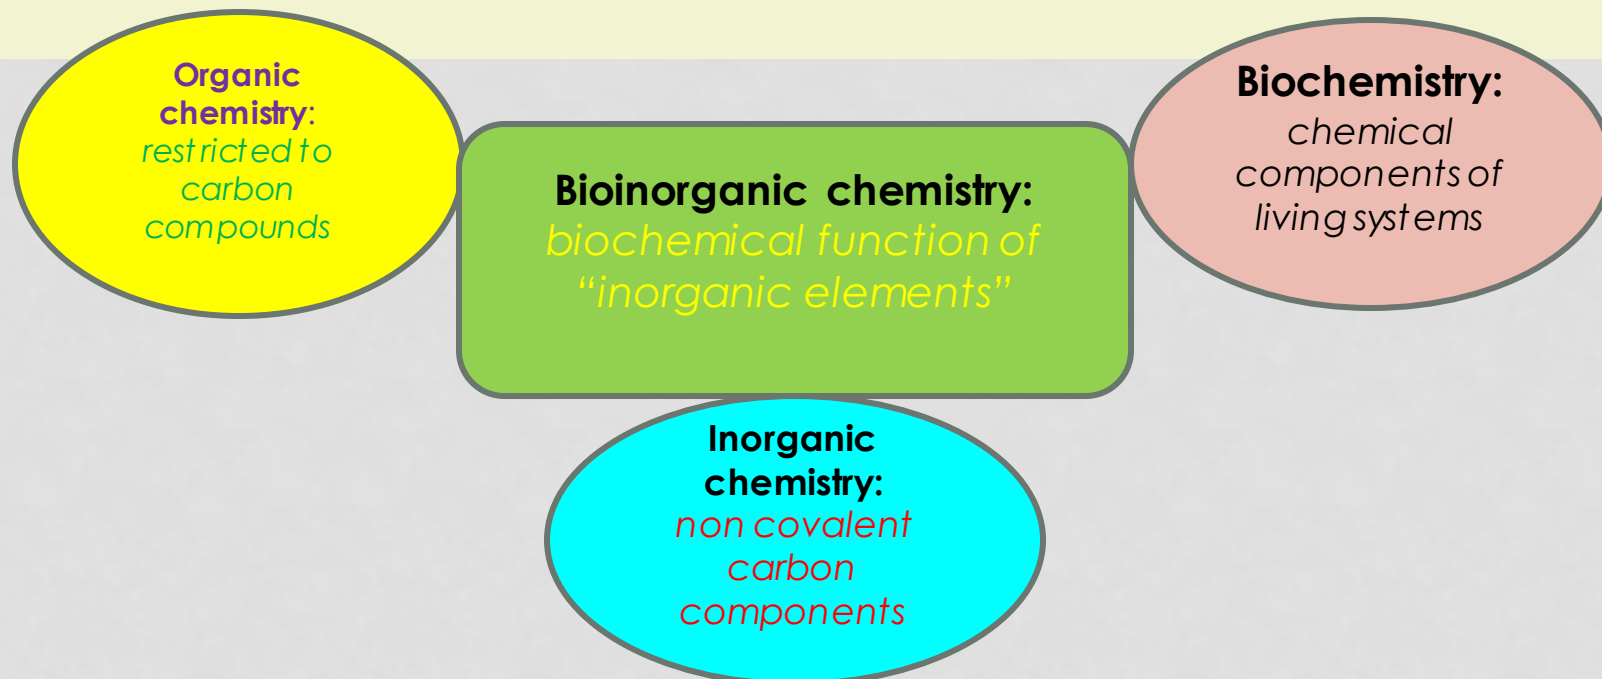 Organic
chemistry:
restricted to
carbon
compounds
Bioinorganic chemistry:
biochemical function of
“inorganic elements”
Biochemistry:
chemical
components of
living systems
Inorganic
chemistry:
non covalent
carbon
components